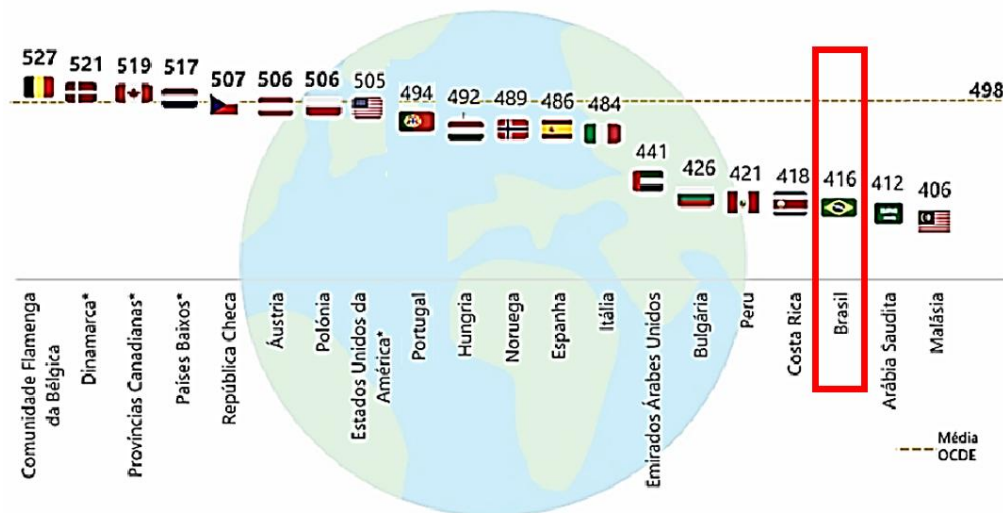 527
521
519
517
507
506
506
505
494
492
489
486
484
441
426
421
418
416
412
406
498
Comunidade Flamenga
da Bélgica
Dinamarca*
Províncias Canadianas*
Países Baixos*
República Checa
Áustria
Polónia
Estados Unidos da
América*
Portugal
Hungria
Noruega
Espanha
Itália
Emirados Árabes Unidos
Bulgária
Peru
Costa Rica
Brasil
Arábia Saudita
Malásia
Média
OCDE